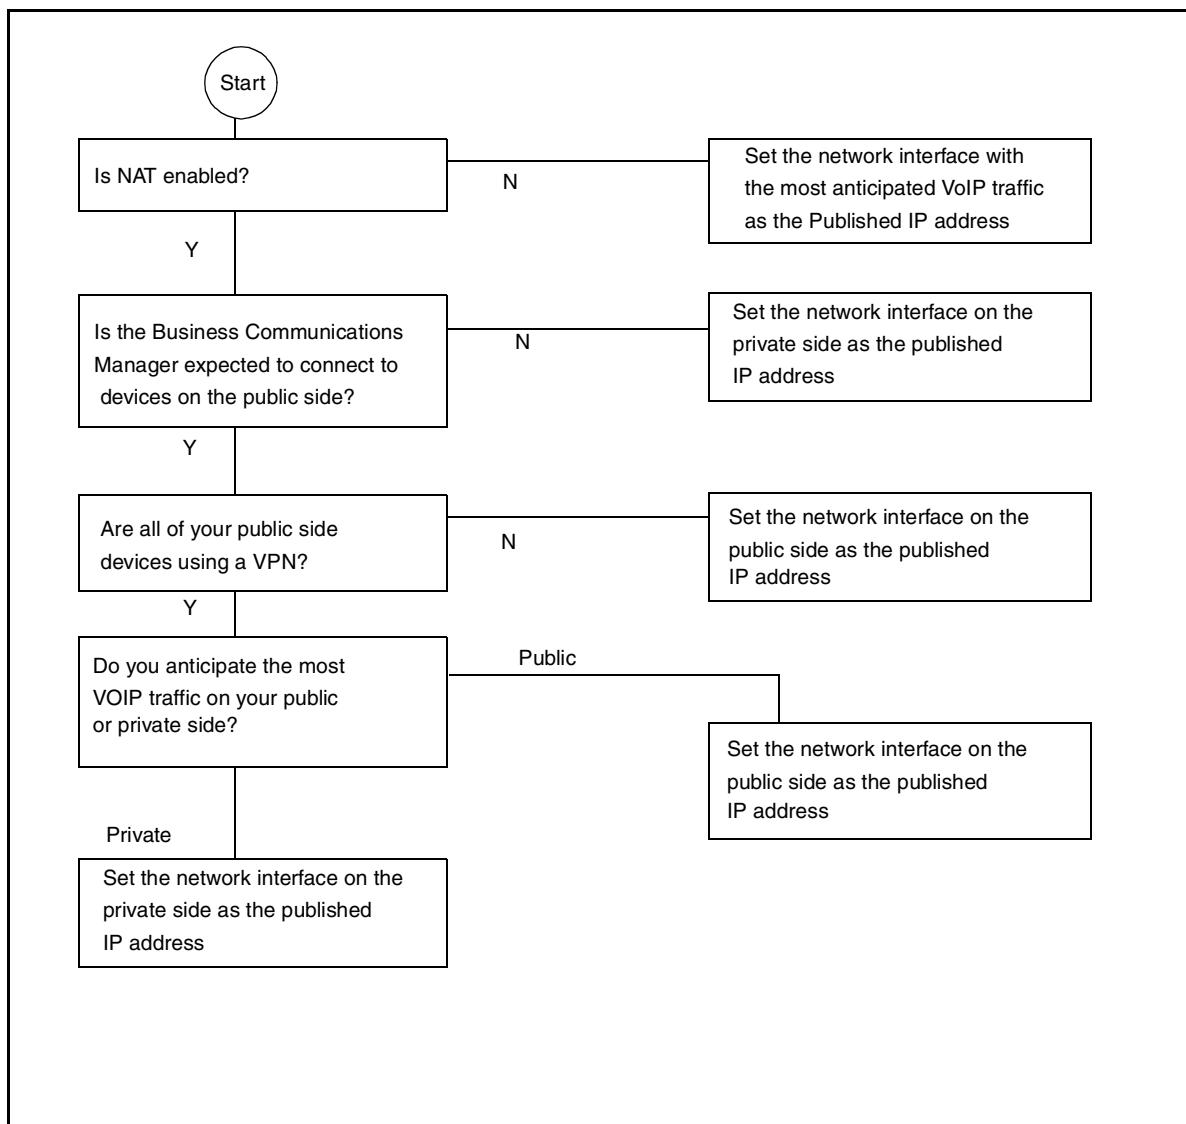 Start
Is NAT enabled?
N
Set the network interface with
the most anticipated VoIP traffic
as the Published IP address
Y
Is the Business Communications
Manager expected to connect to
devices on the public side?
N
Set the network interface on the
private side as the published
IP address
Y
Are all of your public side
devices using a VPN?
N
Set the network interface on the
public side as the published
IP address
Y
Do you anticipate the most
VOIP traffic on your public
or private side?
Public
Set the network interface on the
public side as the published
IP address
Private
Set the network interface on the
private side as the published
IP address